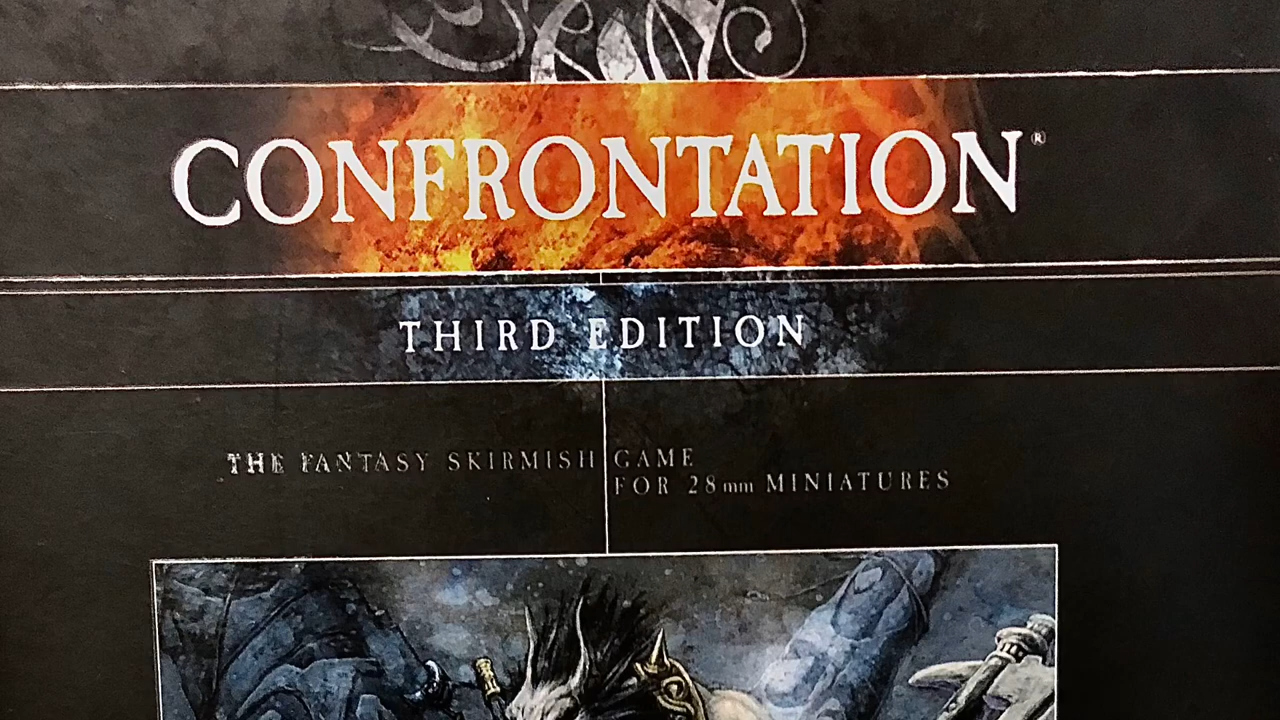 CONFRONTATION®
THIRD EDITION
THE FANTASY SKIRMISH GAME
FOR 28mm MINIATURES